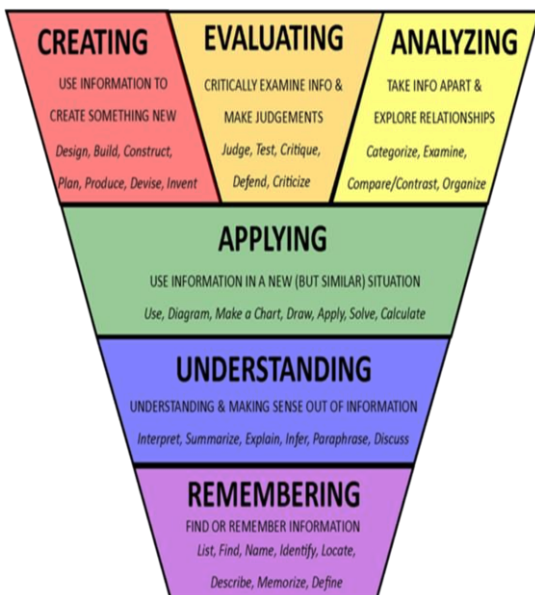 CREATING
USE INFORMATION TO
CREATE SOMETHING NEW
Design, Build, Construct,
Plan, Produce, Devise, Invent
EVALUATING
CRITICALLY EXAMINE INFO &
MAKE JUDGEMENTS
Judge, Test, Critique,
Defend, Criticize
ANALYZING
TAKE INFO APART &
EXPLORE RELATIONSHIPS
Categorize, Examine,
Compare/Contrast, Organize
APPLYING
USE INFORMATION IN A NEW (BUT SIMILAR) SITUATION
Use, Diagram, Make a Chart, Draw, Apply, Solve, Calculate
UNDERSTANDING
UNDERSTANDING & MAKING SENSE OUT OF INFORMATION
Interpret, Summarize, Explain, Infer, Paraphrase, Discuss
REMEMBERING
FIND OR REMEMBER INFORMATION
List, Find, Name, Identify, Locate,
Describe, Memorize, Define